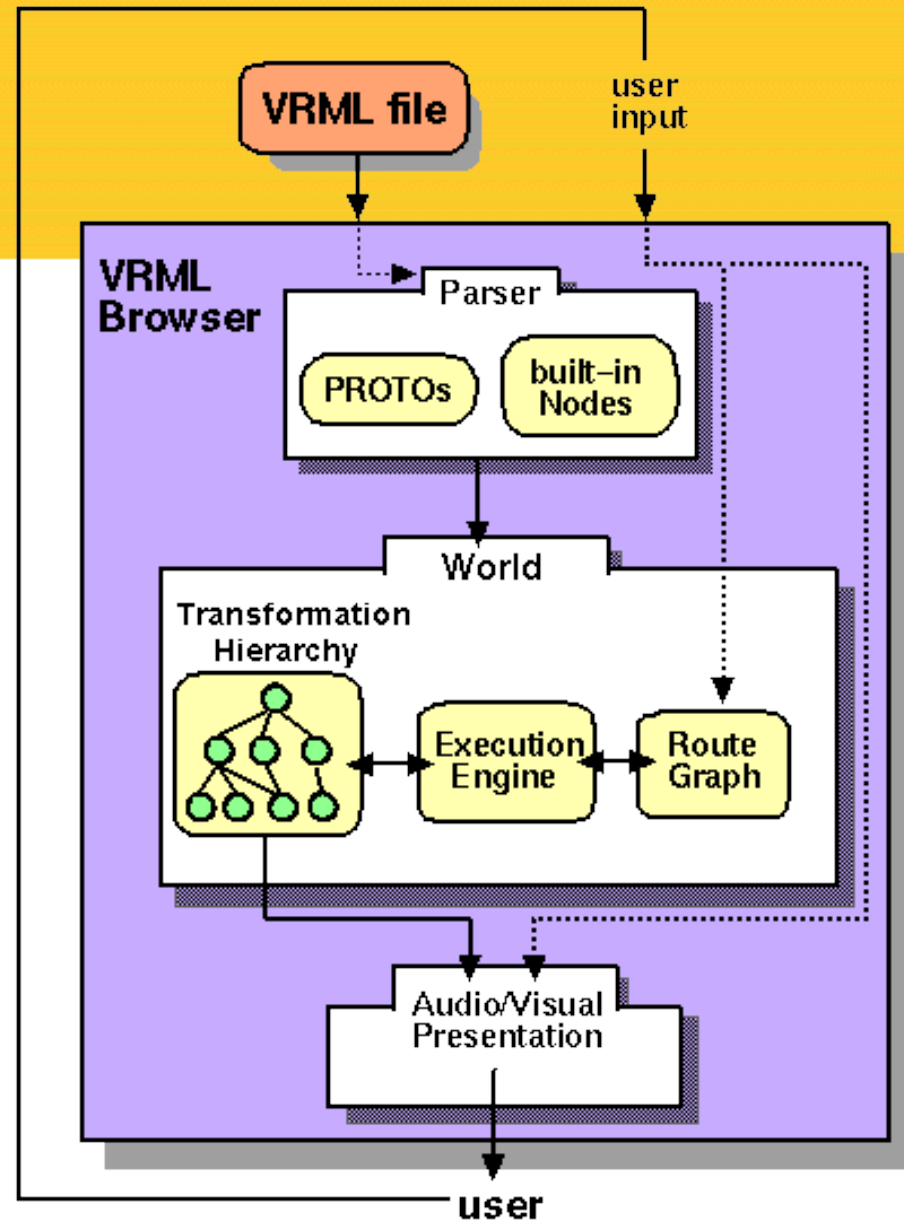 VRML file
user
input
VRML
Browser
Parser
PROTOs
built-in
Nodes
World
Transformation
Hierarchy
Execution
Engine
Route
Graph
Audio/Visual
Presentation
user